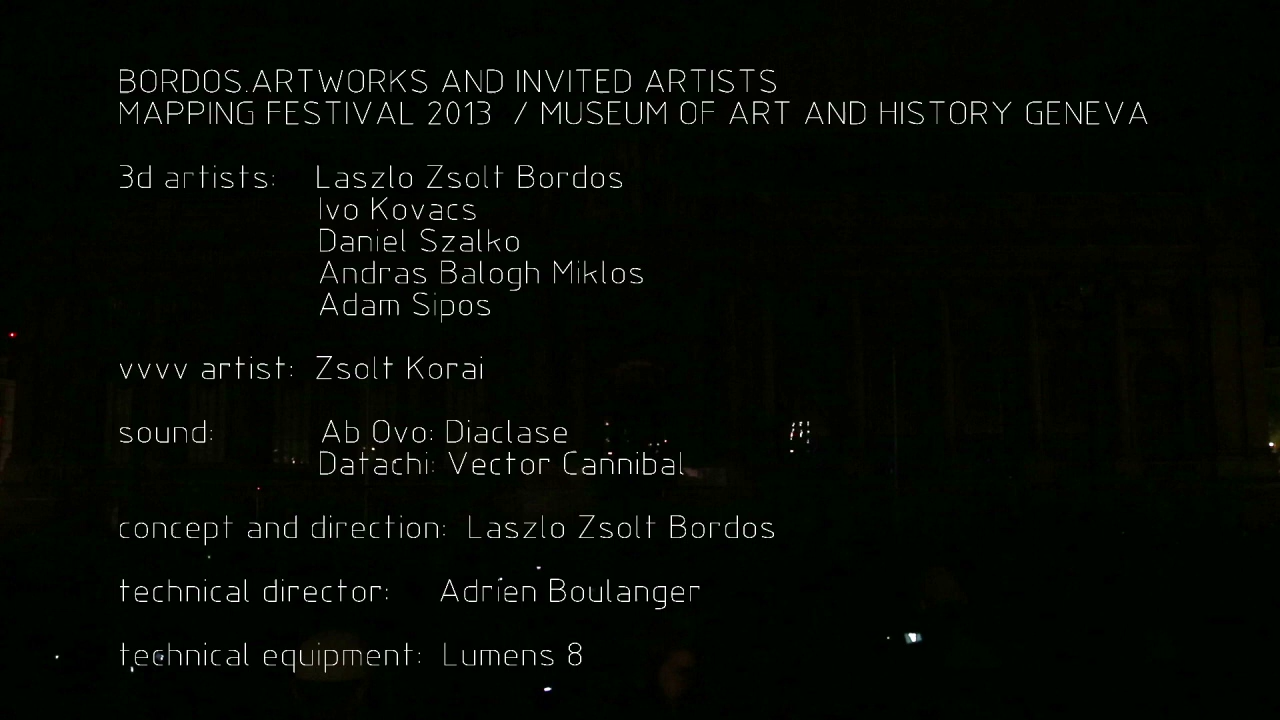 BORDOS.ARTWORKS AND INVITED ARTISTS
MAPPING FESTIVAL 2013 / MUSEUM OF ART AND HISTORY GENEVA
3d artists: Laszlo Zsolt Bordos
Ivo Kovacs
Daniel Szalko
Andras Balogh Miklos
Adam Sipos
vvvv artist: Zsolt Korai
sound: Ab Ovo: Diaclase
Datachi: Vector Cannibal
concept and direction: Laszlo Zsolt Bordos
technical director: Adrien Boulanger
technical equipment: Lumens 8